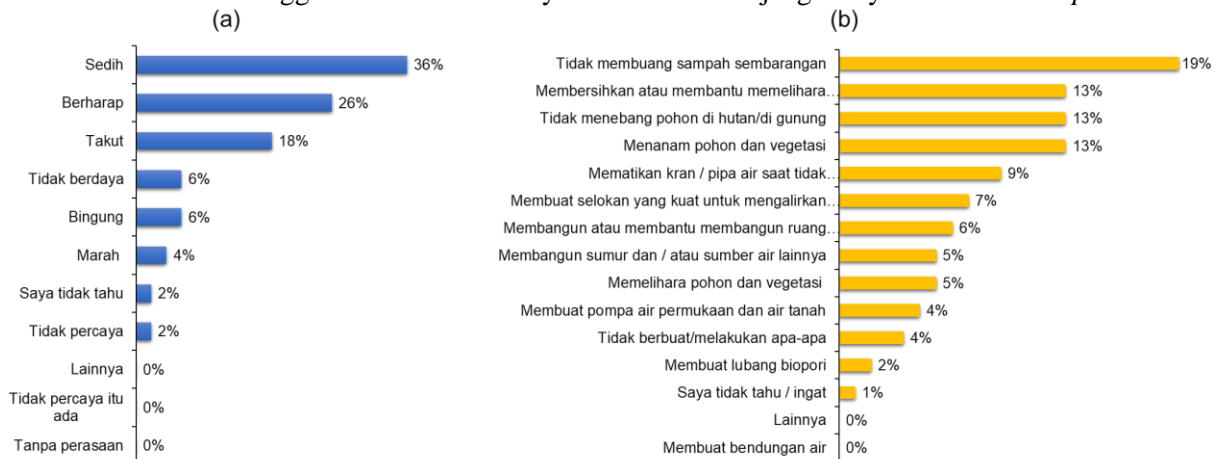 (a)
Sedih
36%
Berharap
26%
Takut
18%
Tidak berdaya
6%
Bingung
6%
Marah
4%
Saya tidak tahu
2%
Tidak percaya
2%
Lainnya
0%
Tidak percaya itu
ada
0%
Tanpa perasaan
0%
(b)
Tidak membuang sampah sembarangan
19%
Membersihkan atau membantu memelihara…
13%
Tidak menebang pohon di hutan/di gunung
13%
Menanam pohon dan vegetasi
13%
Mematikan kran / pipa air saat tidak…
9%
Membuat selokan yang kuat untuk mengalirkan…
7%
Membangun atau membantu membangun ruang…
6%
Membangun sumur dan / atau sumber air lainnya
5%
Memelihara pohon dan vegetasi
5%
Membuat pompa air permukaan dan air tanah
4%
Tidak berbuat/melakukan apa-apa
4%
Membuat lubang biopori
2%
Saya tidak tahu / ingat
1%
Lainnya
0%
Membuat bendungan air
0%